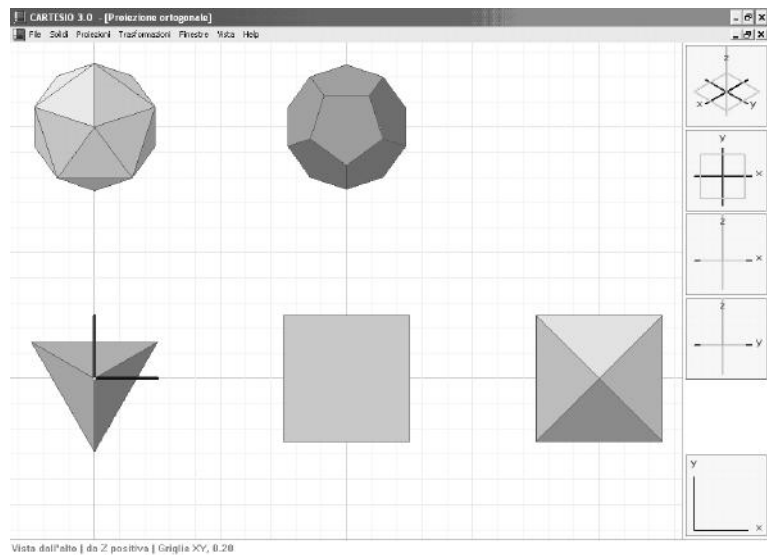 CARTESIO 3.0 - [Proiezione ortogonale]
File Solidi Proiezioni Trasformazioni Finestre Vista Help
z
x y
y
x
z
x
z
y
y
x
Vista dall'alto | da Z positiva | Griglia XY, 0.20